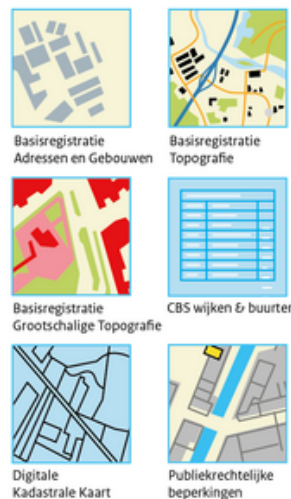 Basisregistratie
Adressen en Gebouwen
Basisregistratie
Topografie
Basisregistratie
Grootschalige Topografie
CBS wijken & buurten
Digitale
Kadastrale Kaart
Publiekrechtelijke
beperkingen